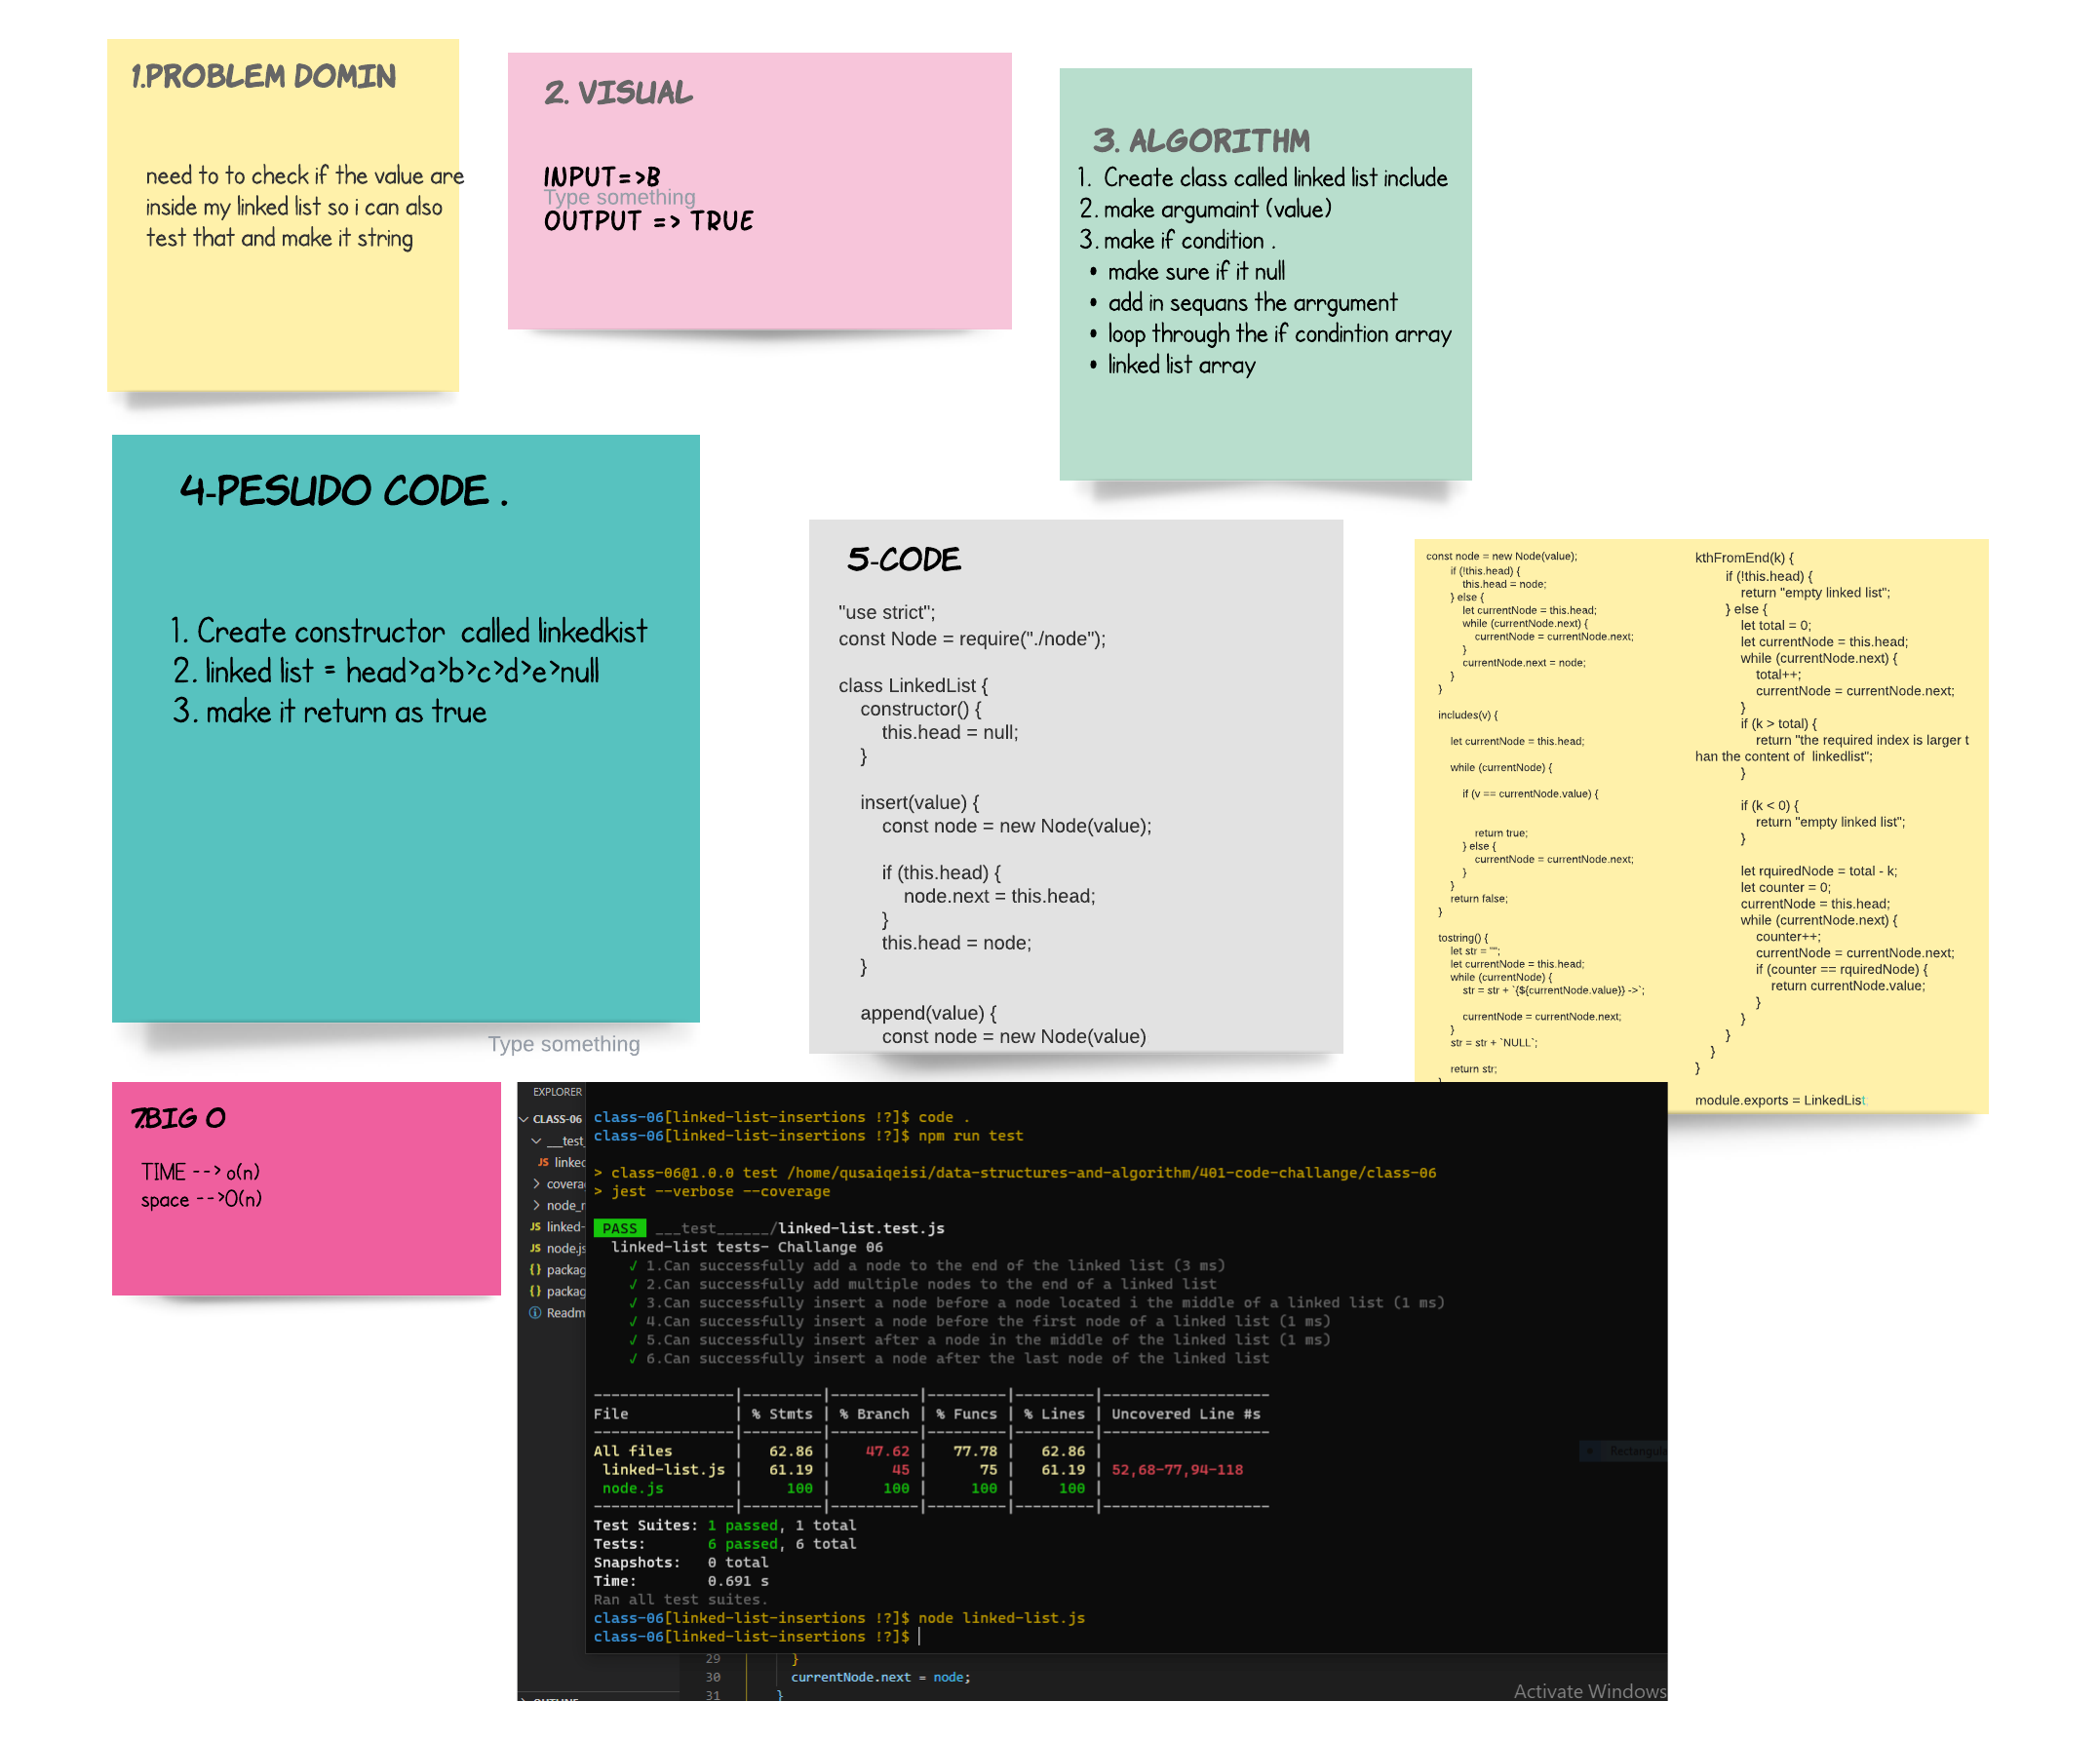 1.PROBLEM DOMIN
need to to check if the value are
inside my linked list so i can also
test that and make it string
2. VISUAL
INPUT=>B
Type something
OUTPUT => TRUE
3. ALGORITHM
1. Create class called linked list include
2. make argumaint (value)
3. make if condition .
• make sure if it null
• add in sequans the arrgument
• loop through the if condintion array
• linked list array
4-PESUDO CODE .
1. Create constructor called linkedkist
2. linked list = head>a>b>c>d>e>null
3. make it return as true
Type something
5-CODE
"use strict";
const Node = require("./node");
class LinkedList {
constructor() {
this.head = null;
}
insert(value) {
const node = new Node(value);
if (this.head) {
node.next = this.head;
}
this.head = node;
}
append(value) {
const node = new Node(value)
const node = new Node(value);
if (!this.head) {
this.head = node;
} else {
let currentNode = this.head;
while (currentNode.next) {
currentNode = currentNode.next;
}
currentNode.next = node;
}
}
includes(v) {
let currentNode = this.head;
while (currentNode) {
if (v == currentNode.value) {
return true;
} else {
currentNode = currentNode.next;
}
}
return false;
}
tostring() {
let str = "";
let currentNode = this.head;
while (currentNode) {
str = str + `{${currentNode.value}} ->`;
currentNode = currentNode.next;
}
str = str + `NULL`;
return str;
kthFromEnd(k) {
if (!this.head) {
return "empty linked list";
} else {
let total = 0;
let currentNode = this.head;
while (currentNode.next) {
total++;
currentNode = currentNode.next;
}
if (k > total) {
return "the required index is larger t
han the content of  linkedlist";
}
if (k < 0) {
return "empty linked list";
}
let rquiredNode = total - k;
let counter = 0;
currentNode = this.head;
while (currentNode.next) {
counter++;
currentNode = currentNode.next;
if (counter == rquiredNode) {
return currentNode.value;
}
}
}
}
}
module.exports = LinkedList;
7.BIG O
TIME --> o(n)
space -->O(n)
EXPLORER
CLASS-06
__test_
JS linked
covera
node_r
JS linked-
JS node.js
{} packag
{} packag
Readm
class-06[linked-list-insertions !?]$ code .
class-06[linked-list-insertions !?]$ npm run test
> class-06@1.0.0 test /home/qusaiqeisi/data-structures-and-algorithm/401-code-challange/class-06
> jest --verbose --coverage
PASS ___test______/linked-list.test.js
linked-list tests- Challange 06
✓ 1.Can successfully add a node to the end of the linked list (3 ms)
✓ 2.Can successfully add multiple nodes to the end of a linked list
✓ 3.Can successfully insert a node before a node located i the middle of a linked list (1 ms)
✓ 4.Can successfully insert a node before the first node of a linked list (1 ms)
✓ 5.Can successfully insert after a node in the middle of the linked list (1 ms)
✓ 6.Can successfully insert a node after the last node of the linked list
----------------|---------|----------|---------|---------|-------------------
File | % Stmts | % Branch | % Funcs | % Lines | Uncovered Line #s
----------------|---------|----------|---------|---------|-------------------
All files | 62.86 | 47.62 | 77.78 | 62.86 |
linked-list.js | 61.19 | 45 | 75 | 61.19 | 52,68-77,94-118
node.js | 100 | 100 | 100 | 100 |
----------------|---------|----------|---------|---------|-------------------
Test Suites: 1 passed, 1 total
Tests: 6 passed, 6 total
Snapshots: 0 total
Time: 0.691 s
Ran all test suites.
class-06[linked-list-insertions !?]$ node linked-list.js
class-06[linked-list-insertions !?]$
Rectangula
29 }
30 currentNode.next = node;
31 }
Activate Windows